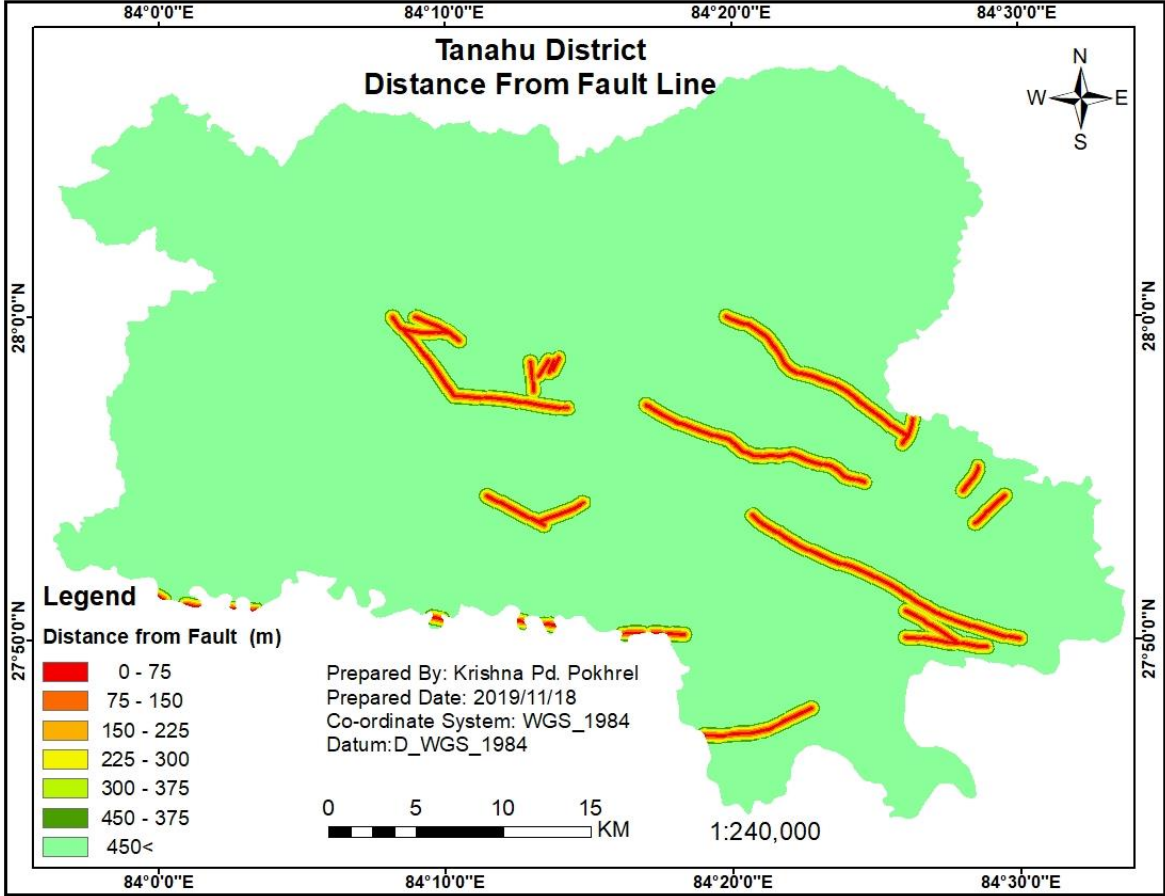 84°0'0"E 84°10'0"E 84°20'0"E 84°30'0"E
Tanahu District
Distance From Fault Line
N
W E
S
28°0'0"N 28°0'0"N
27°50'0"N 27°50'0"N
Legend
Distance from Fault (m)
0 - 75
75 - 150
150 - 225
225 - 300
300 - 375
450 - 375
450<
Prepared By: Krishna Pd. Pokhrel
Prepared Date: 2019/11/18
Co-ordinate System: WGS_1984
Datum:D_WGS_1984
0 5 10 15
KM
1:240,000
84°0'0"E 84°10'0"E 84°20'0"E 84°30'0"E